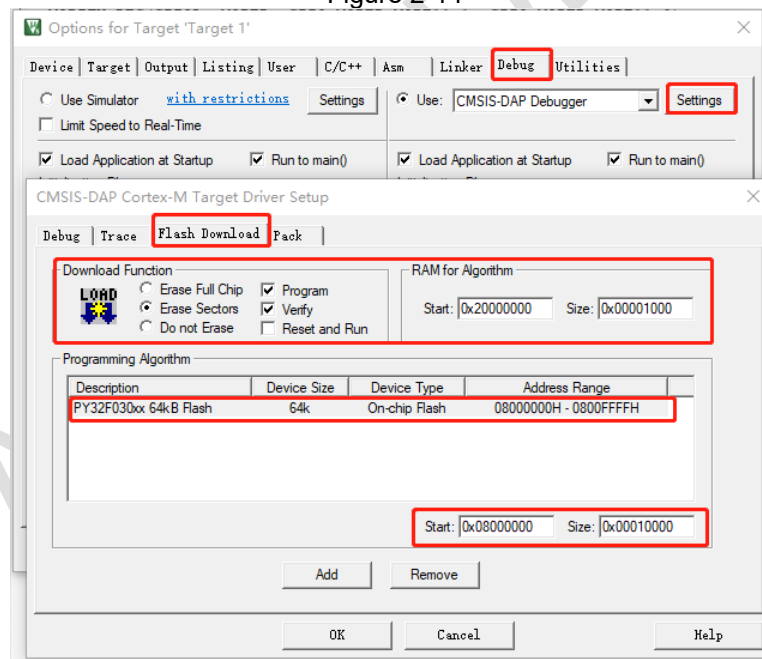 Options for Target 'Target 1'
Device Target Output Listing User C/C++ Asm Linker Debug Utilities
Use Simulator with restrictions Settings Use: CMSIS-DAP Debugger Settings
Limit Speed to Real-Time
Load Application at Startup Run to main() Load Application at Startup Run to main()
CMSIS-DAP Cortex-M Target Driver Setup
Debug Trace Flash Download Pack
Download Function RAM for Algorithm
LOAD Erase Full Chip Program
Erase Sectors Verify Start: 0x20000000 Size: 0x00001000
Do not Erase Reset and Run
Programming Algorithm
Description Device Size Device Type Address Range
PY32F030xx 64kB Flash 64k On-chip Flash 08000000H - 0800FFFFH
Start: 0x08000000 Size: 0x00010000
Add Remove
OK Cancel Help